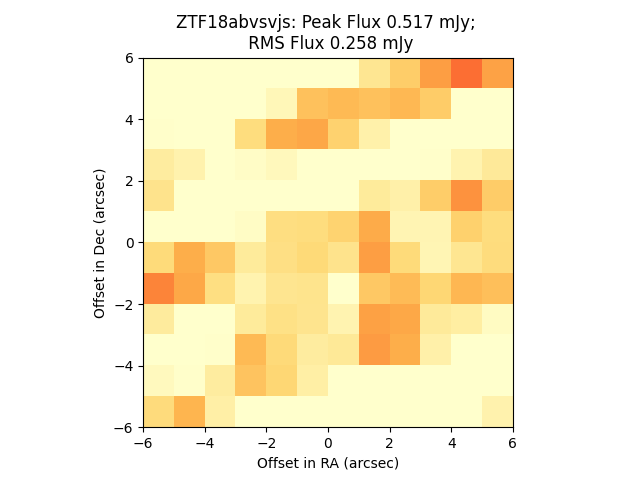 ZTF18abvsvjs: Peak Flux 0.517 mJy;
RMS Flux 0.258 mJy
6
4
2
0
−2
−4
−6
Offset in Dec (arcsec)
−6 −4 −2 0 2 4 6
Offset in RA (arcsec)